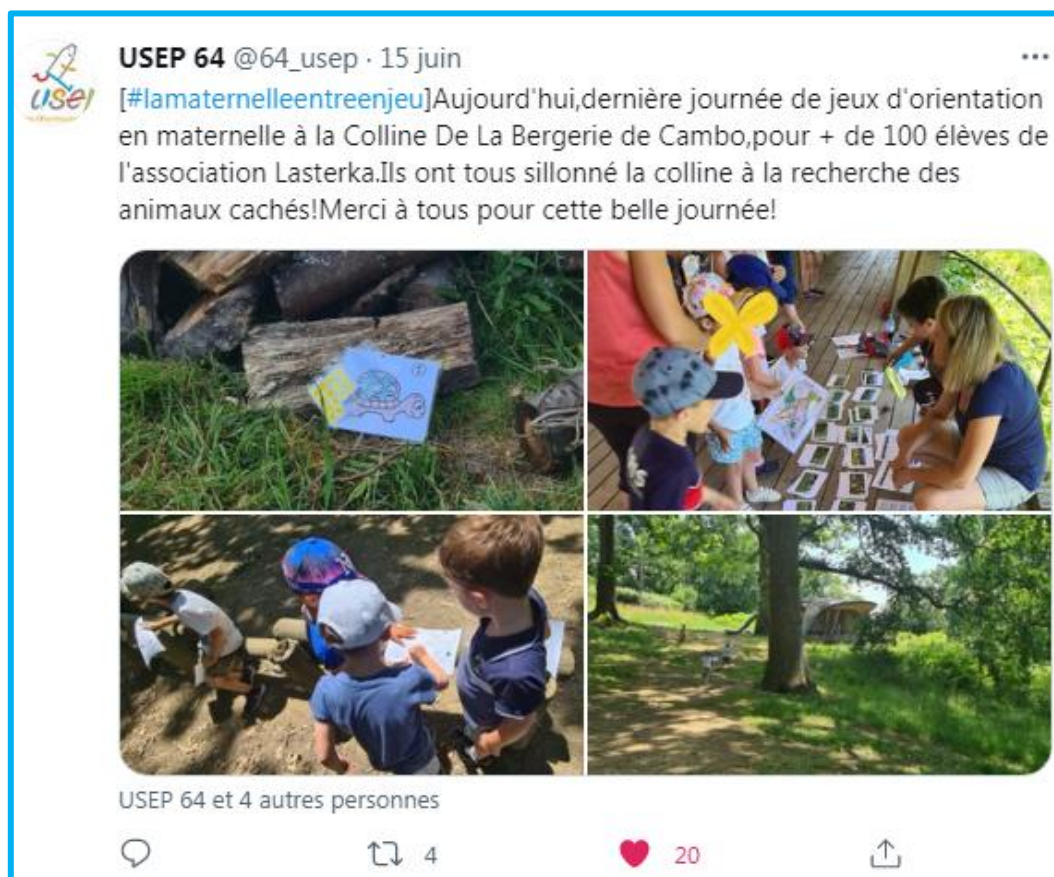 USEP 64 @64_usep · 15 juin
[#lamaternelleentreenjeu]Aujourd'hui,dernière journée de jeux d'orientation
en maternelle à la Colline De La Bergerie de Cambo,pour + de 100 élèves de
l'association Lasterka.Ils ont tous sillonné la colline à la recherche des
animaux cachés!Merci à tous pour cette belle journée!
USEP 64 et 4 autres personnes
4
20